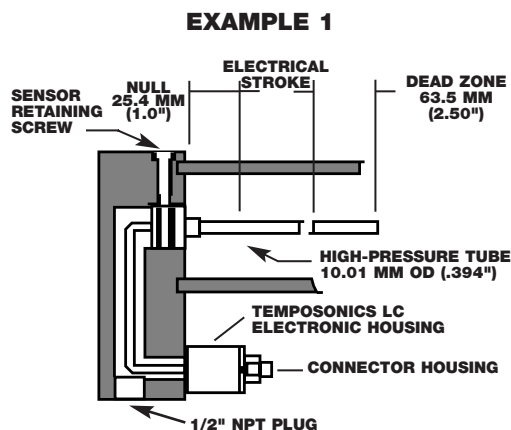 EXAMPLE 1
ELECTRICAL
STROKE
NULL
25.4 MM
(1.0")
DEAD ZONE
63.5 MM
(2.50")
SENSOR
RETAINING
SCREW
HIGH-PRESSURE TUBE
10.01 MM OD (.394")
TEMPOSONICS LC
ELECTRONIC HOUSING
CONNECTOR HOUSING
1/2" NPT PLUG